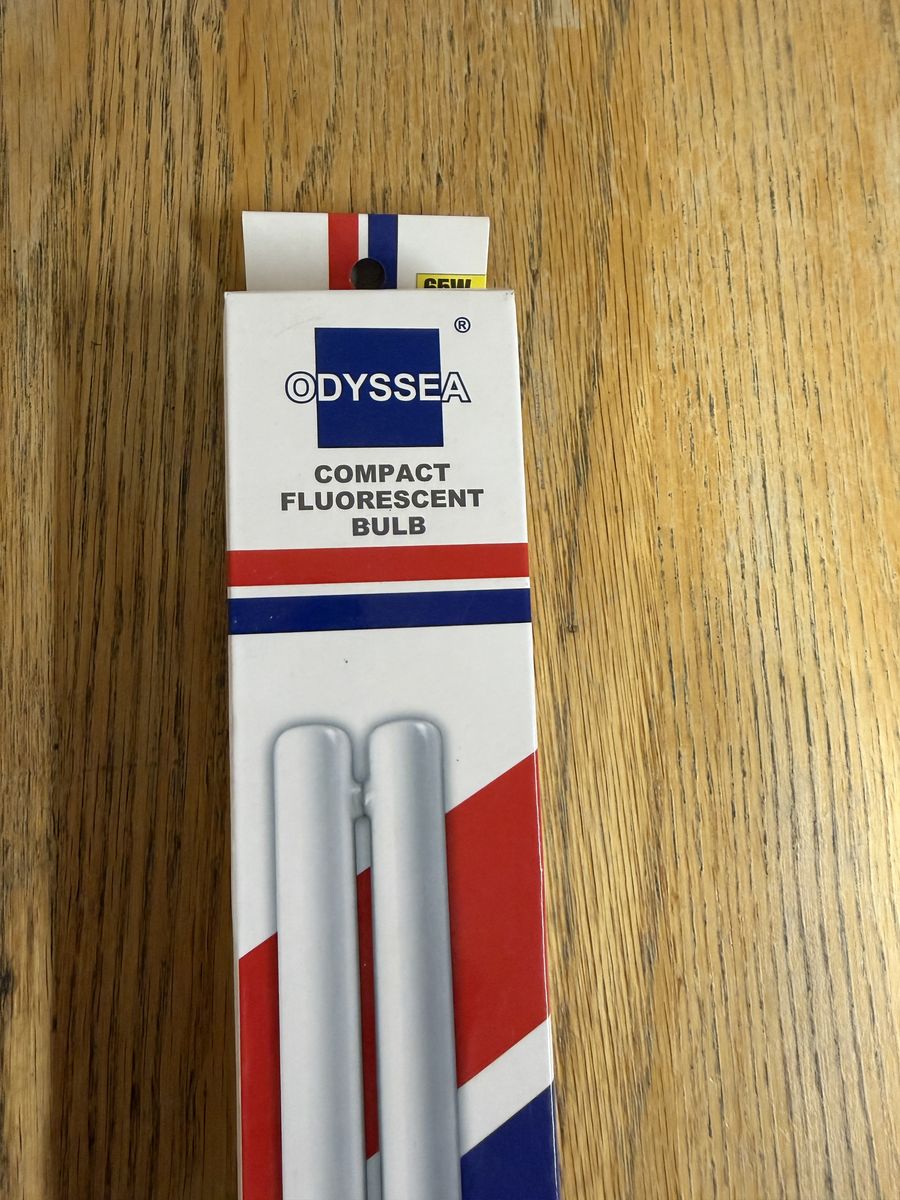 65W
®
ODYSSEA
COMPACT
FLUORESCENT
BULB